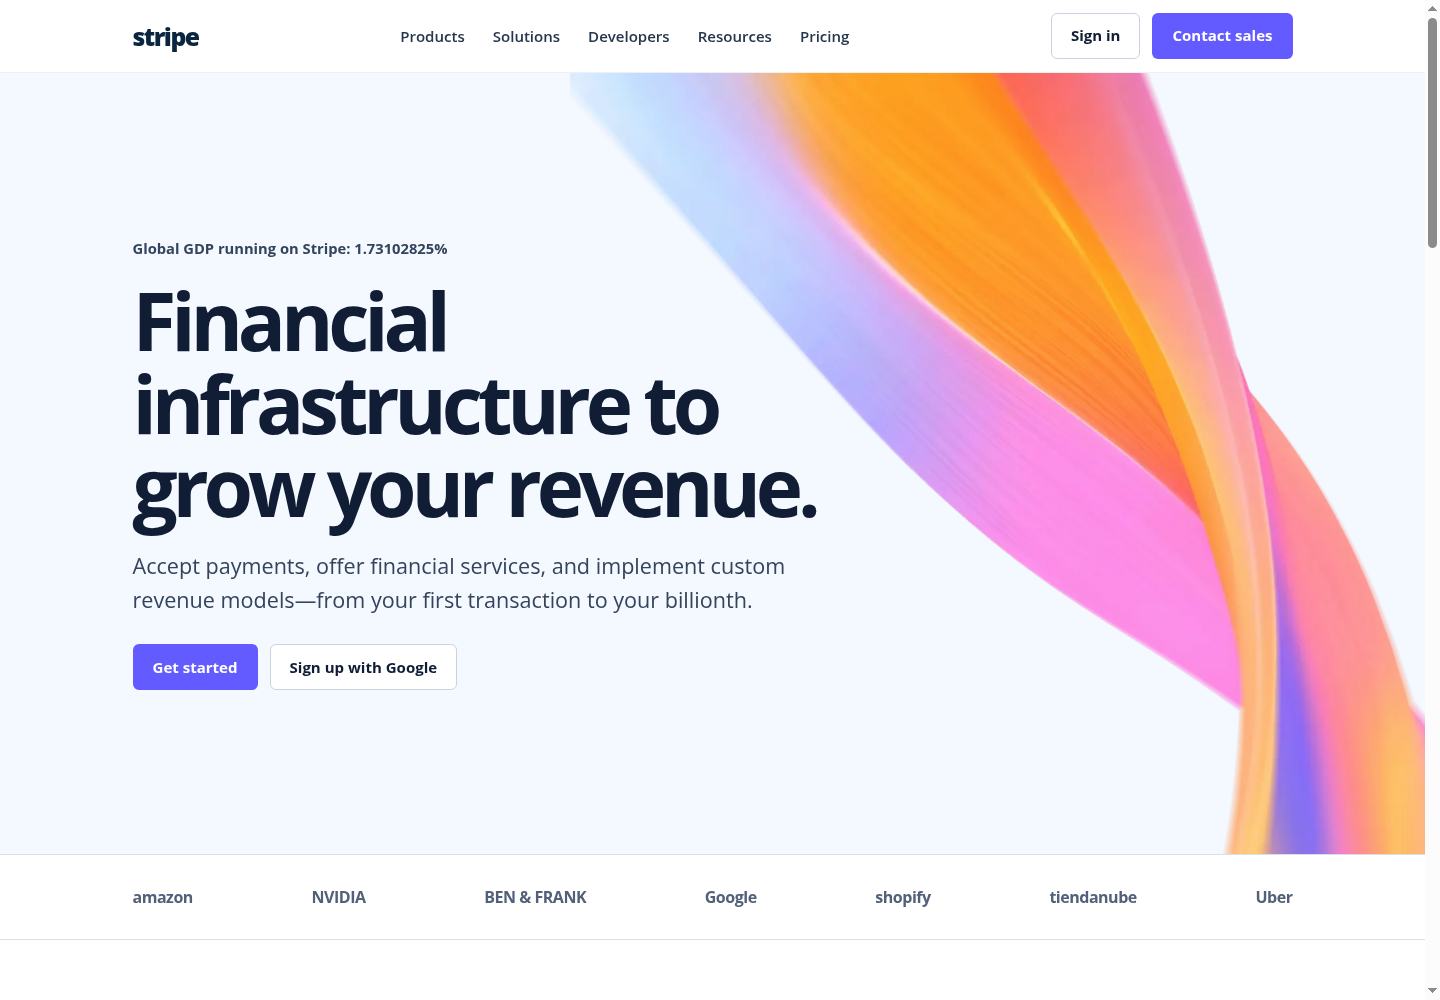 stripe
Products Solutions Developers Resources Pricing
Sign in Contact sales
Global GDP running on Stripe: 1.73102825%
Financial
infrastructure to
grow your revenue.
Accept payments, offer financial services, and implement custom
revenue models—from your first transaction to your billionth.
Get started Sign up with Google
amazon NVIDIA BEN & FRANK Google shopify tiendanube Uber